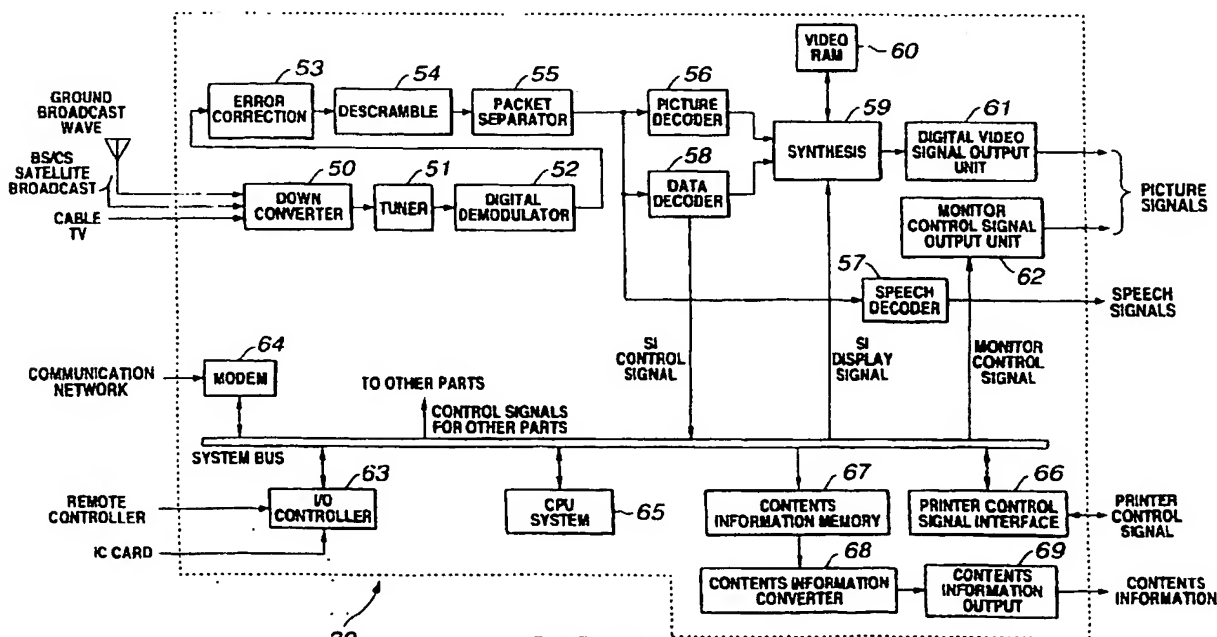 VIDEO
RAM
60
53
54
55
56
59
61
GROUND
BROADCAST
WAVE
ERROR
CORRECTION
DESCRAMBLE
PACKET
SEPARATOR
PICTURE
DECODER
SYNTHESIS
DIGITAL VIDEO
SIGNAL OUTPUT
UNIT
BS/CS
SATELLITE
BROADCAST
CABLE
TV
50
51
52
58
DOWN
CONVERTER
TUNER
DIGITAL
DEMODULATOR
DATA
DECODER
MONITOR
CONTROL SIGNAL
OUTPUT UNIT
62
PICTURE
SIGNALS
57
SPEECH
DECODER
SPEECH
SIGNALS
SI
CONTROL
SIGNAL
SI
DISPLAY
SIGNAL
MONITOR
CONTROL
SIGNAL
64
COMMUNICATION
NETWORK
MODEM
TO OTHER PARTS
CONTROL SIGNALS
FOR OTHER PARTS
SYSTEM BUS
63
REMOTE
CONTROLLER
I/O
CONTROLLER
IC CARD
CPU
SYSTEM
65
67
CONTENTS
INFORMATION MEMORY
66
PRINTER CONTROL
SIGNAL INTERFACE
PRINTER
CONTROL
SIGNAL
68
CONTENTS INFORMATION
CONVERTER
69
CONTENTS
INFORMATION
OUTPUT
CONTENTS
INFORMATION